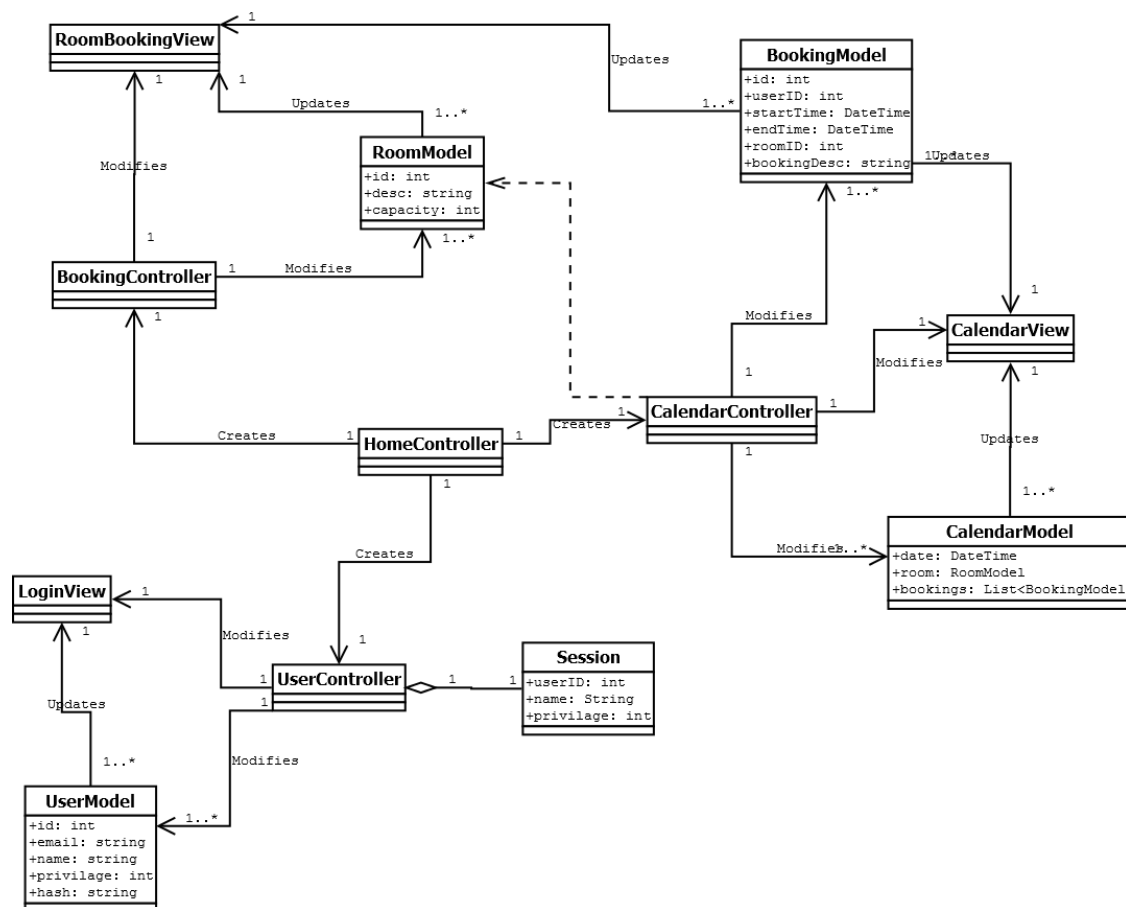 1
RoomBookingView
1
1
Updates
BookingModel
+id: int
+userID: int
+startTime: DateTime
+endTime: DateTime
+roomID: int
+bookingDesc: string
1..*
Updates
1..*
RoomModel
+id: int
+desc: string
+capacity: int
1..*
Modifies
1
BookingController
1
Modifies
1
1..*
Updates
1..*
Modifies
1
1
CalendarView
1
1
Modifies
1
CalendarController
1
Creates
1
HomeController
1
1
Creates
1
Updates
1..*
CalendarModel
+date: DateTime
+room: RoomModel
+bookings: List<BookingModel
Modifies
1..*
Creates
1
LoginView
1
1
Modifies
1
UserController
1
1
1
Session
+userID: int
+name: String
+privilage: int
Updates
1..*
Modifies
1..*
UserModel
+id: int
+email: string
+name: string
+privilage: int
+hash: string